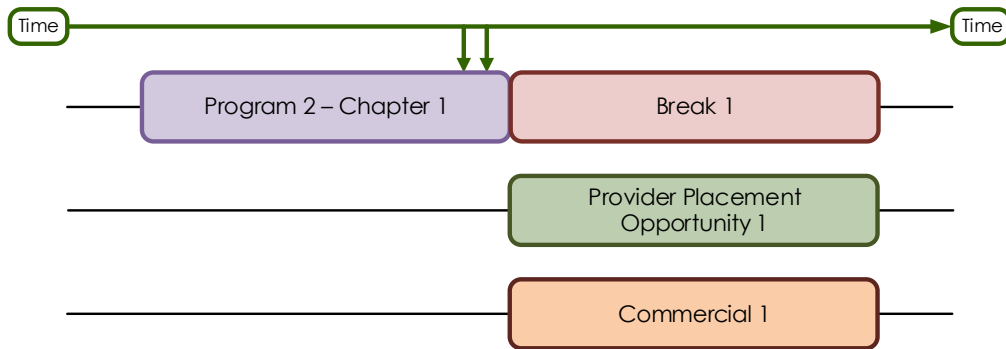 Time
Time
Program 2 – Chapter 1
Break 1
Provider Placement
Opportunity 1
Commercial 1